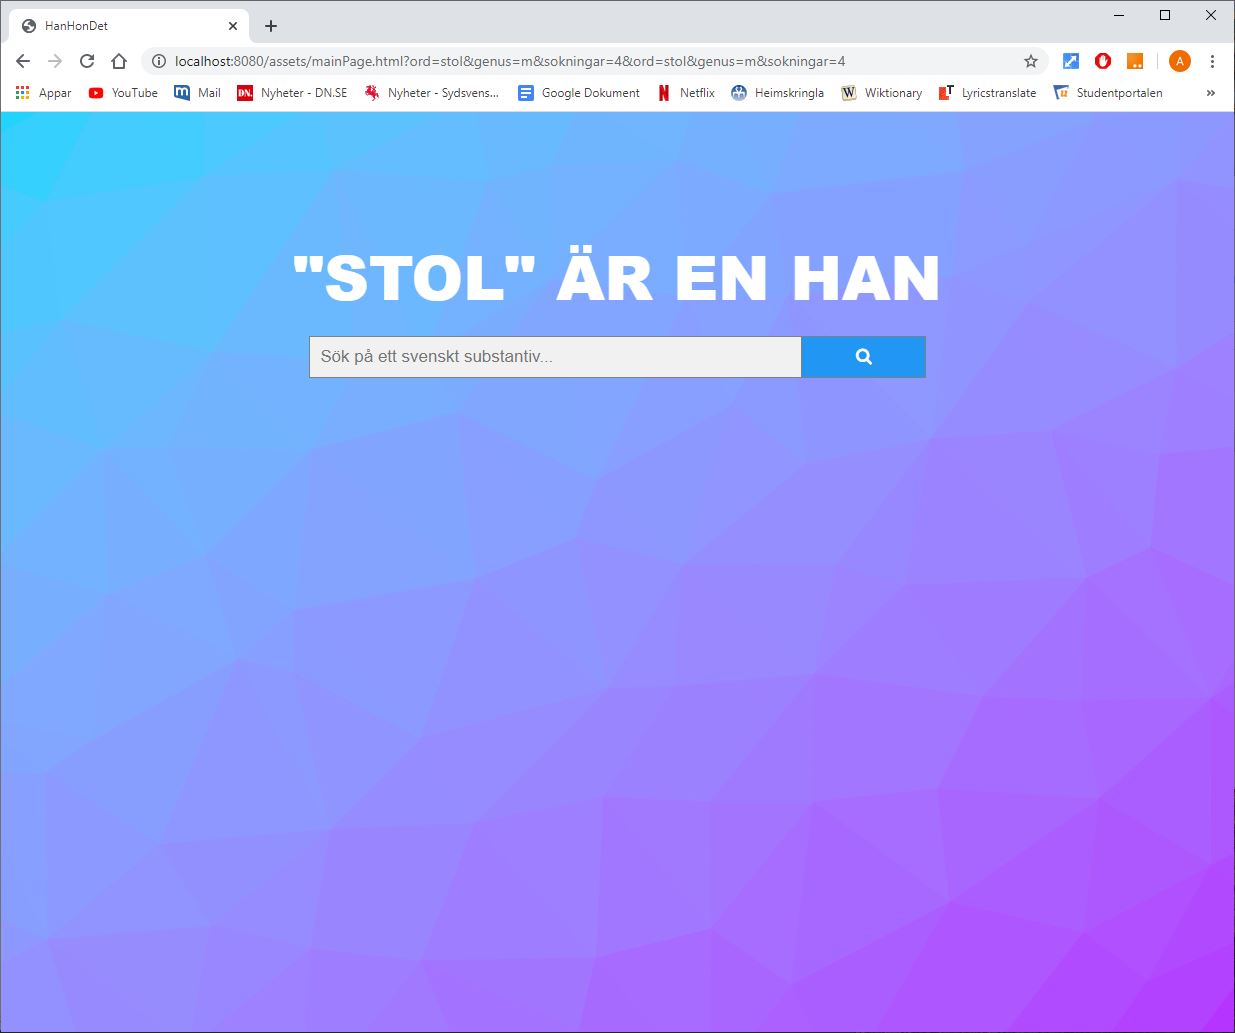 HanHonDet
localhost:8080/assets/mainPage.html?ord=stol&genus=m&sokningar=4&ord=stol&genus=m&sokningar=4
A
Appar YouTube Mail DN. Nyheter - DN.SE Nyheter - Sydsvens... Google Dokument Netflix Heimskringla W Wiktionary LT Lyricstranslate Studentportalen »
"STOL" ÄR EN HAN
Sök på ett svenskt substantiv...